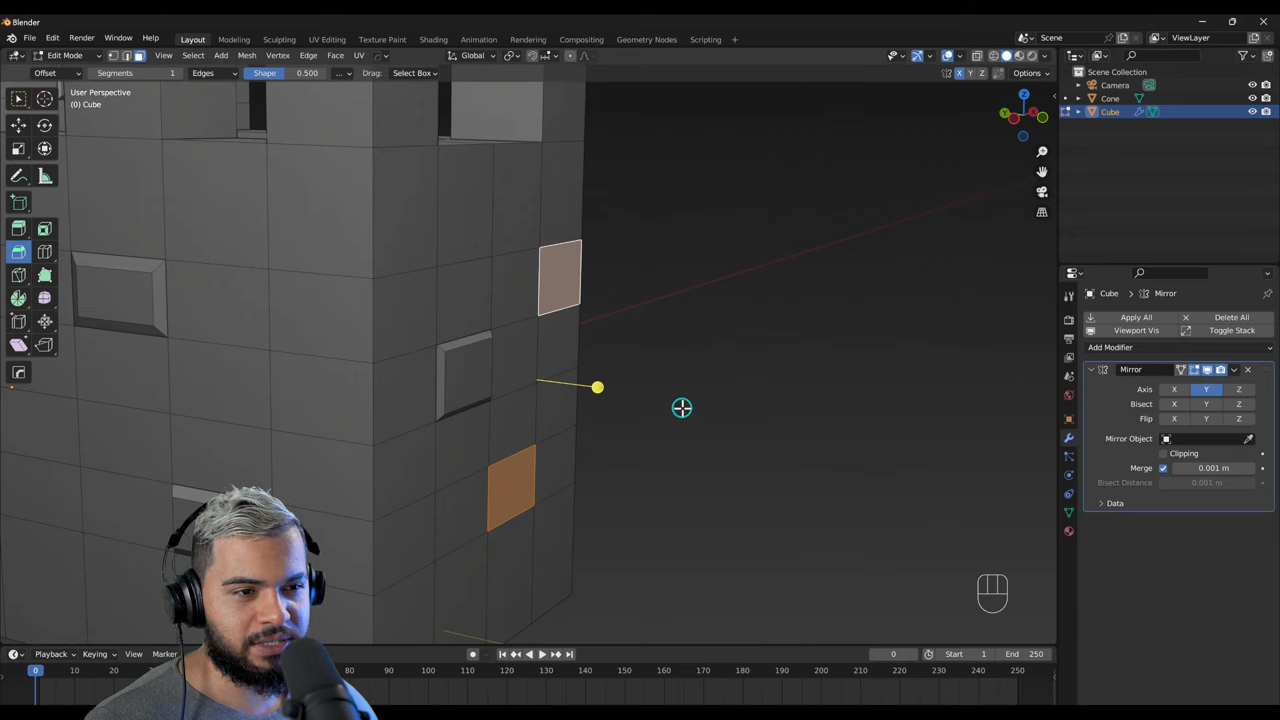 Blender
File Edit Render Window Help Layout Modeling Sculpting UV Editing Texture Paint Shading Animation Rendering Compositing Geometry Nodes Scripting + Scene ViewLayer
Edit Mode View Select Add Mesh Vertex Edge Face UV Global
Offset Segments 1 Edges Shape 0.500 ... Drag: Select Box X Y Z Options
User Perspective
(0) Cube
Z
Scene Collection
Camera
Cone
Cube
Cube > Mirror
Apply All Delete All
Viewport Vis Toggle Stack
Add Modifier
Mirror
Axis X Y Z
Bisect X Y Z
Flip X Y Z
Mirror Object
Clipping
Merge 0.001 m
Bisect Distance 0.001 m
Data
Playback Keying View Marker 0 Start 1 End 250
0 10 20 30 40 50 60 70 80 90 100 110 120 130 140 150 160 170 180 190 200 210 220 230 240 250